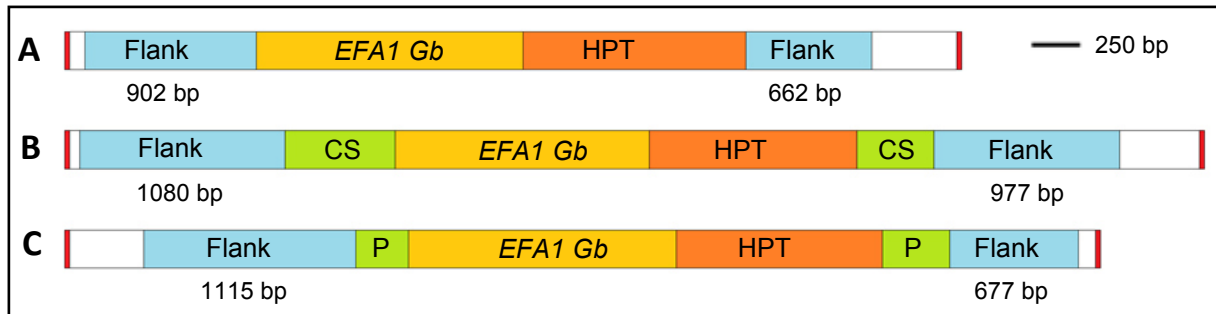 A Flank EFA1 Gb HPT Flank 250 bp
902 bp 662 bp
B Flank CS EFA1 Gb HPT CS Flank
1080 bp 977 bp
C Flank P EFA1 Gb HPT P Flank
1115 bp 677 bp